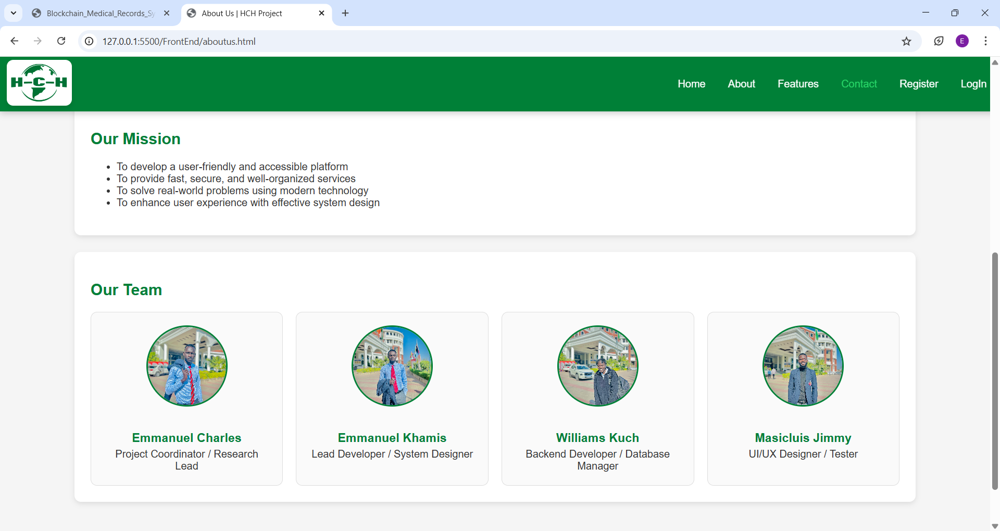 Blockchain_Medical_Records_Sy
About Us | HCH Project
127.0.0.1:5500/FrontEnd/aboutus.html
E
H-C-H
Home About Features Contact Register LogIn
Our Mission
• To develop a user-friendly and accessible platform
• To provide fast, secure, and well-organized services
• To solve real-world problems using modern technology
• To enhance user experience with effective system design
Our Team
Emmanuel Charles
Project Coordinator / Research
Lead
Emmanuel Khamis
Lead Developer / System Designer
Williams Kuch
Backend Developer / Database
Manager
Masicluis Jimmy
UI/UX Designer / Tester